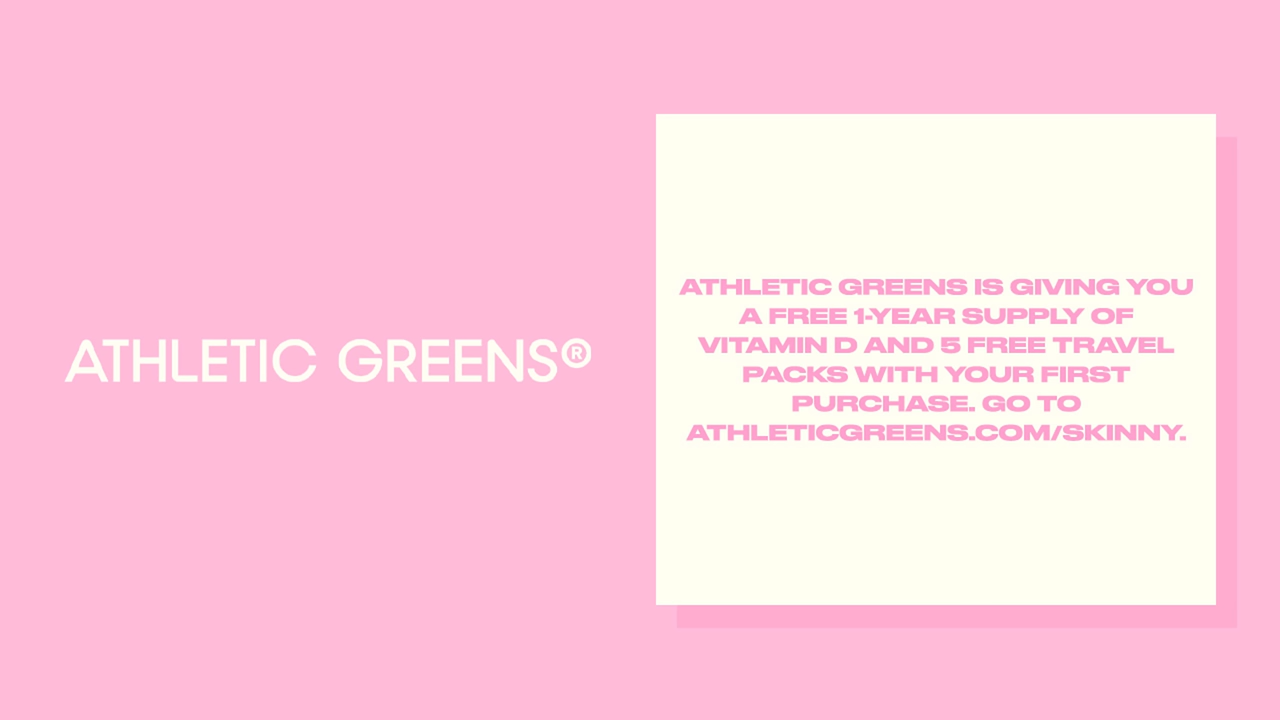 ATHLETIC GREENS®
ATHLETIC GREENS IS GIVING YOU
A FREE 1-YEAR SUPPLY OF
VITAMIN D AND 5 FREE TRAVEL
PACKS WITH YOUR FIRST
PURCHASE. GO TO
ATHLETICGREENS.COM/SKINNY.